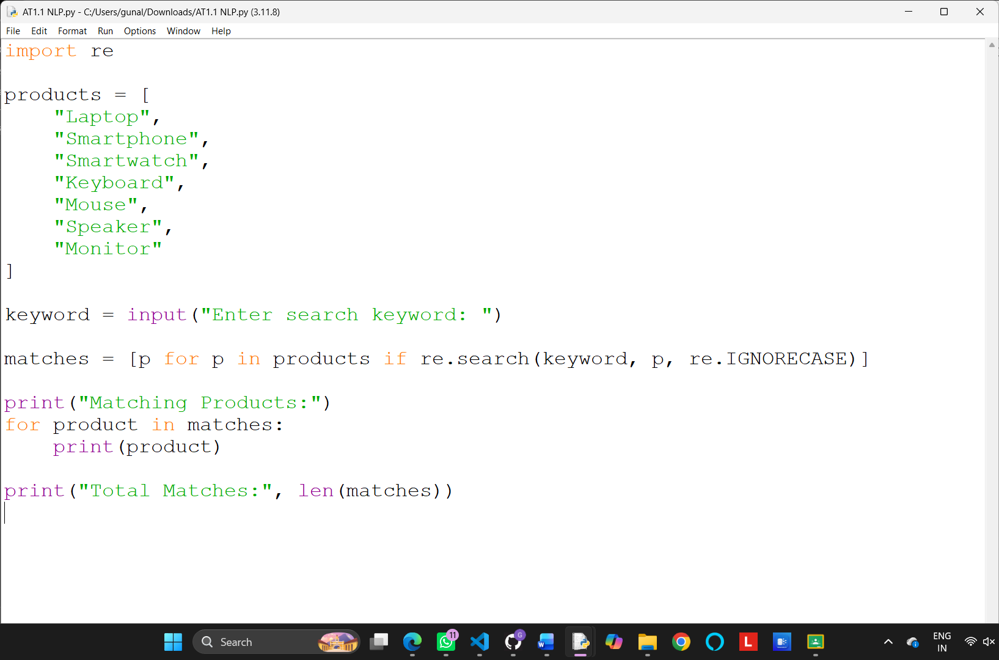 AT1.1 NLP.py - C:/Users/gunal/Downloads/AT1.1 NLP.py (3.11.8)
File Edit Format Run Options Window Help
import re

products = [
    "Laptop",
    "Smartphone",
    "Smartwatch",
    "Keyboard",
    "Mouse",
    "Speaker",
    "Monitor"
]

keyword = input("Enter search keyword: ")

matches = [p for p in products if re.search(keyword, p, re.IGNORECASE)]

print("Matching Products:")
for product in matches:
    print(product)

print("Total Matches:", len(matches))
Search
11
G
L
ENG
IN